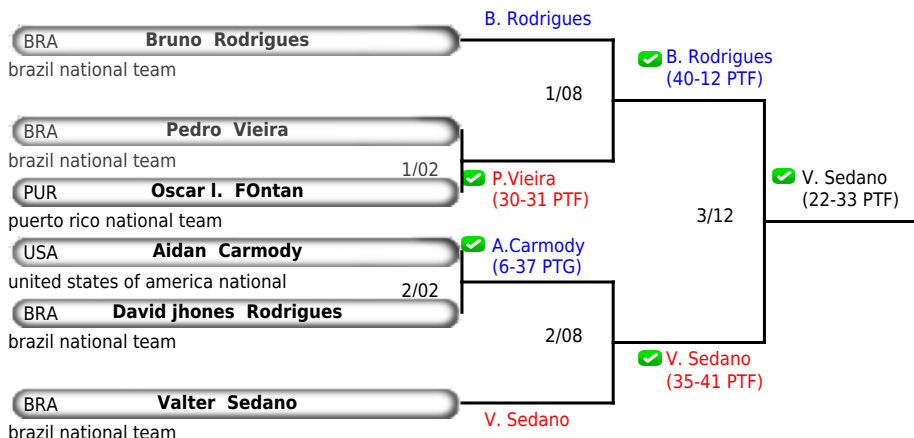 B. Rodrigues
BRA Bruno Rodrigues
brazil national team
B. Rodrigues
(40-12 PTF)
1/08
BRA Pedro Vieira
brazil national team
1/02
P.Vieira
(30-31 PTF)
PUR Oscar l. FOntan
puerto rico national team
V. Sedano
(22-33 PTF)
3/12
USA Aidan Carmody
united states of america national
A.Carmody
(6-37 PTG)
2/02
BRA David jhones Rodrigues
brazil national team
2/08
V. Sedano
(35-41 PTF)
BRA Valter Sedano
V. Sedano
brazil national team